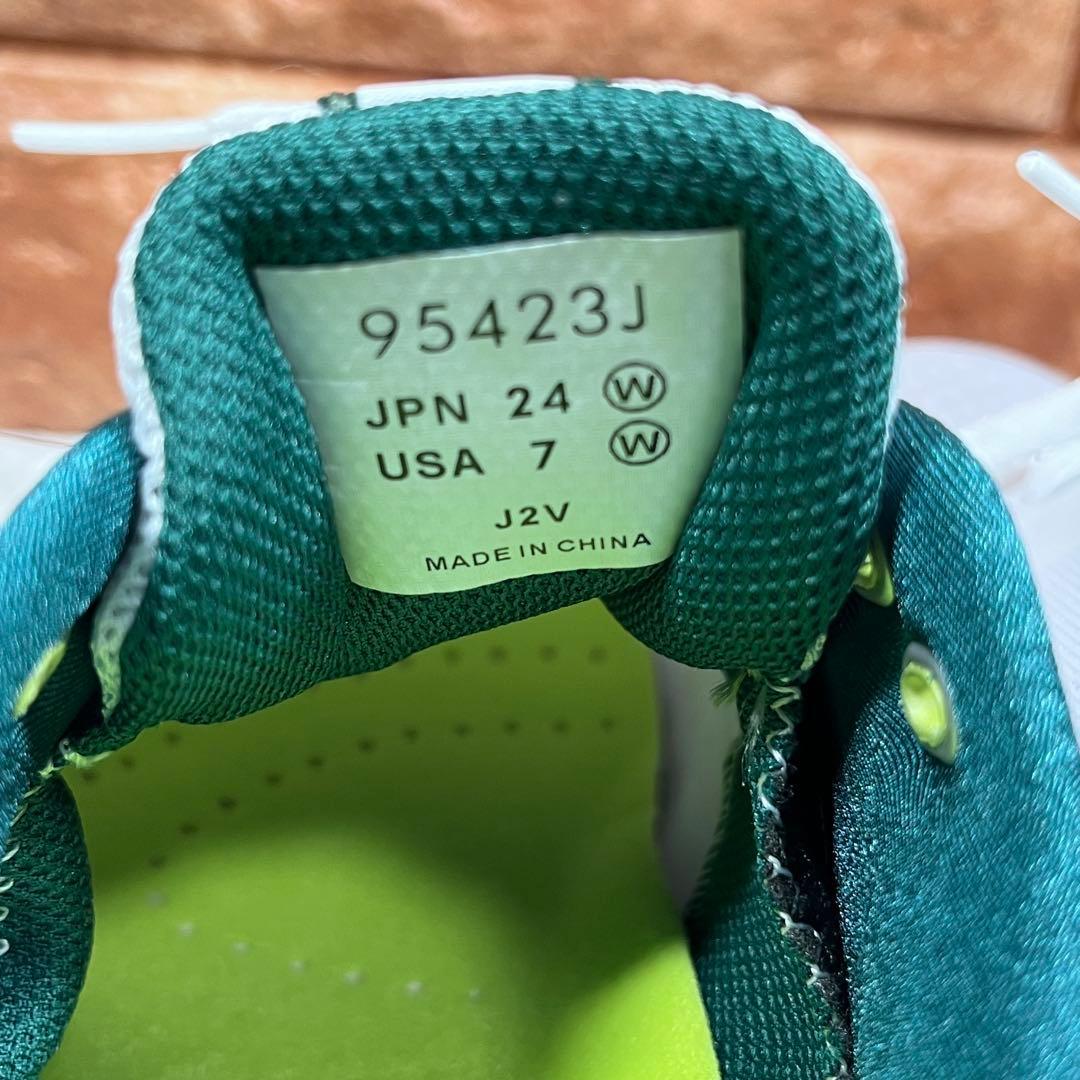 95423J
JPN 24 Ⓦ
USA 7 Ⓦ
J2V
MADE IN CHINA